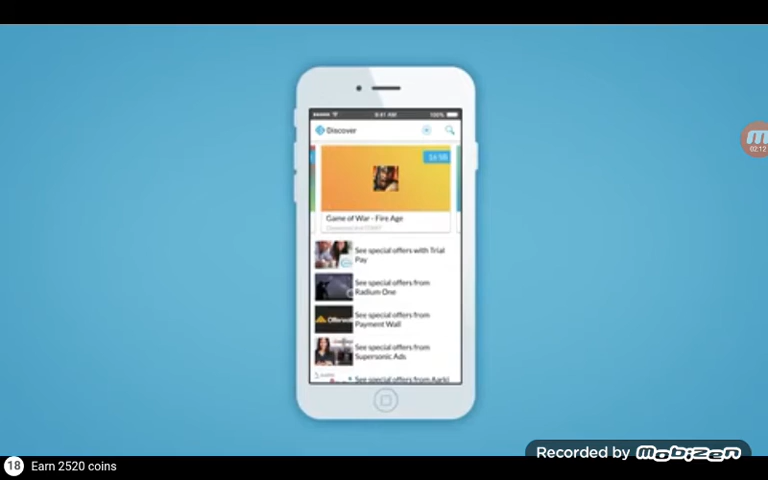 9:41 AM
100%
Discover
Game of War - Fire Age
See special offers with Trial
Pay
See special offers from
Radium One
Offerwall
See special offers from
Payment Wall
See special offers from
Supersonic Ads
See special offers from Aarki
02:12
Recorded by mobizen
18 Earn 2520 coins